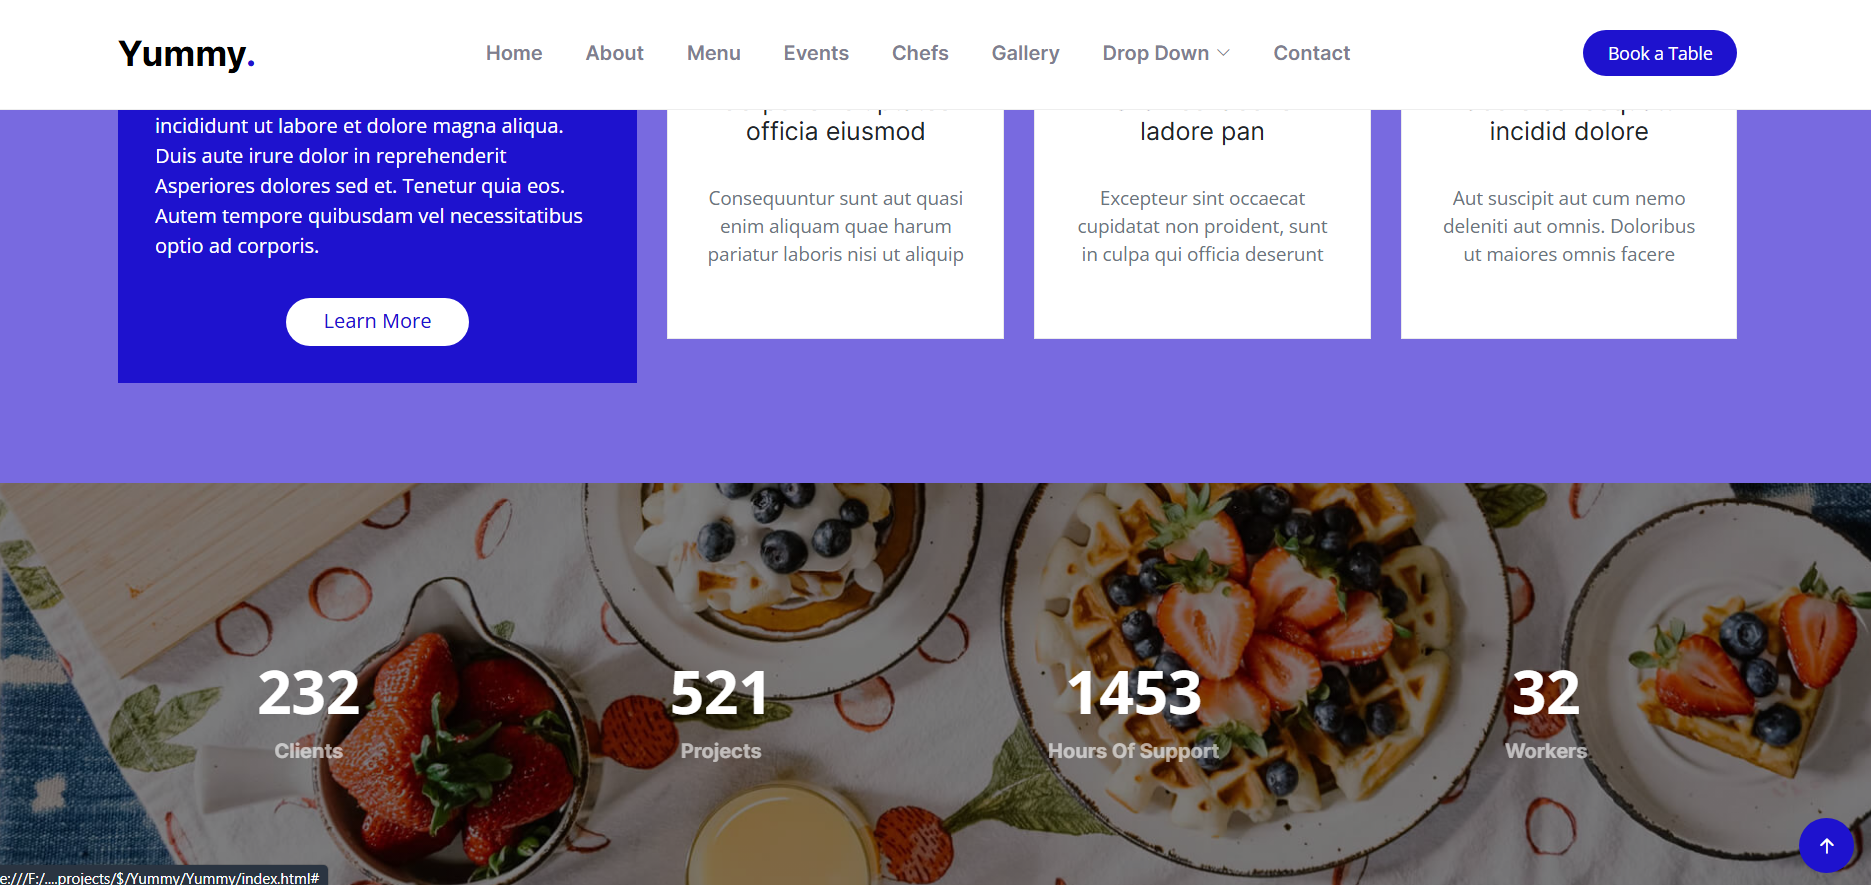 Yummy.
Home About Menu Events Chefs Gallery Drop Down Contact
Book a Table
incididunt ut labore et dolore magna aliqua.
Duis aute irure dolor in reprehenderit
Asperiores dolores sed et. Tenetur quia eos.
Autem tempore quibusdam vel necessitatibus
optio ad corporis.
Learn More
officia eiusmod
Consequuntur sunt aut quasi
enim aliquam quae harum
pariatur laboris nisi ut aliquip
ladore pan
Excepteur sint occaecat
cupidatat non proident, sunt
in culpa qui officia deserunt
incidid dolore
Aut suscipit aut cum nemo
deleniti aut omnis. Doloribus
ut maiores omnis facere
232
Clients
521
Projects
1453
Hours Of Support
32
Workers
e:///F:/....projects/$/Yummy/Yummy/index.html#